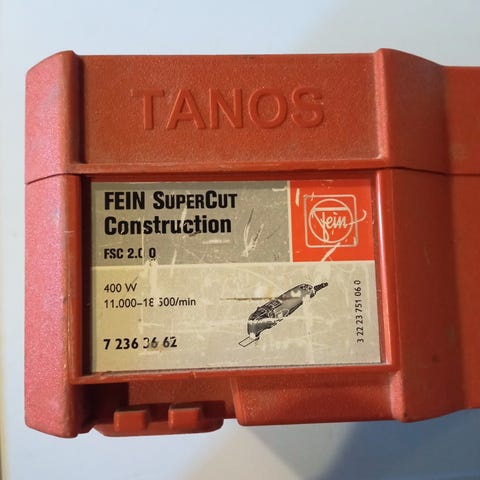 TANOS
FEIN SUPERCUT
Construction
FSC 2.0 Q
Fein
400 W
11.000–18 500/min
7 236 36 62
3 22 23 751 06 0